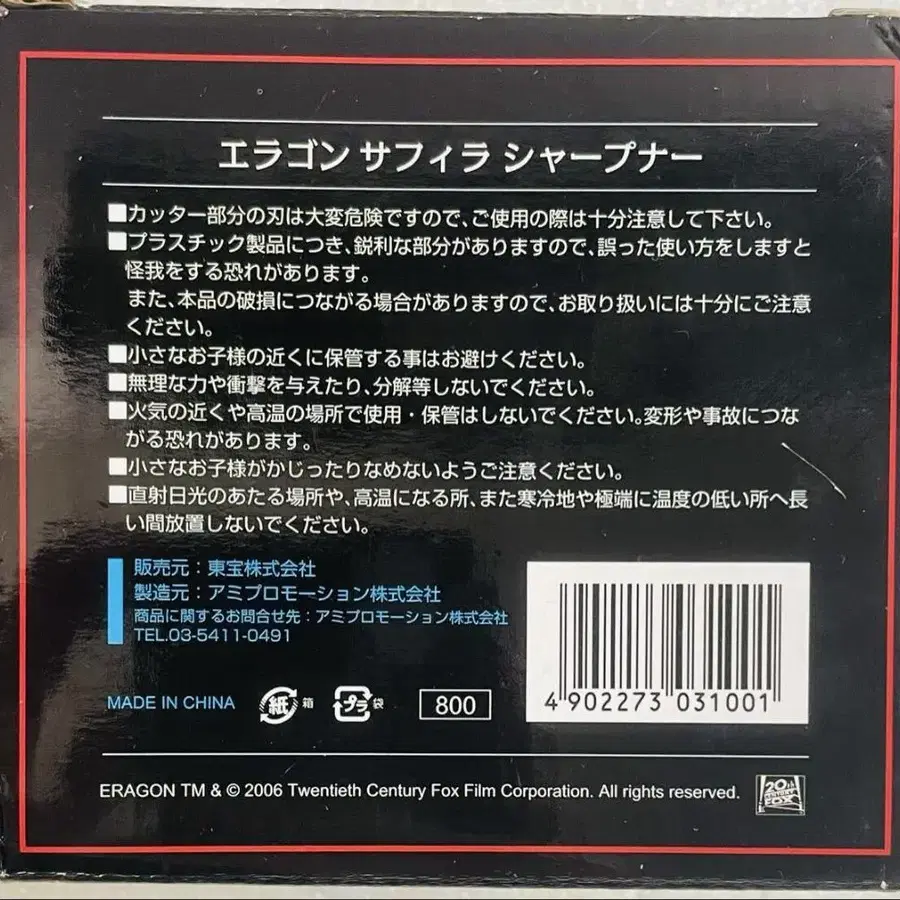 エラゴン サフィラ シャープナー
■カッター部分の刃は大変危険ですので、ご使用の際は十分注意して下さい。
■プラスチック製品につき、鋭利な部分がありますので、誤った使い方をしますと
怪我をする恐れがあります。
また、本品の破損につながる場合がありますので、お取り扱いには十分にご注意
ください。
■小さなお子様の近くに保管する事はお避けください。
■無理な力や衝撃を与えたり、分解等しないでください。
■火気の近くや高温の場所で使用・保管はしないでください。変形や事故につな
がる恐れがあります。
■小さなお子様がかじったりなめないようご注意ください。
■直射日光のあたる場所や、高温になる所、また寒冷地や極端に温度の低い所へ長
い間放置しないでください。
販売元：東宝株式会社
製造元：アミプロモーション株式会社
商品に関するお問合せ先：アミプロモーション株式会社
TEL.03-5411-0491
MADE IN CHINA 紙 箱 プラ 袋 800
4 902273 031001
ERAGON TM & © 2006 Twentieth Century Fox Film Corporation. All rights reserved.
20th CENTURY FOX